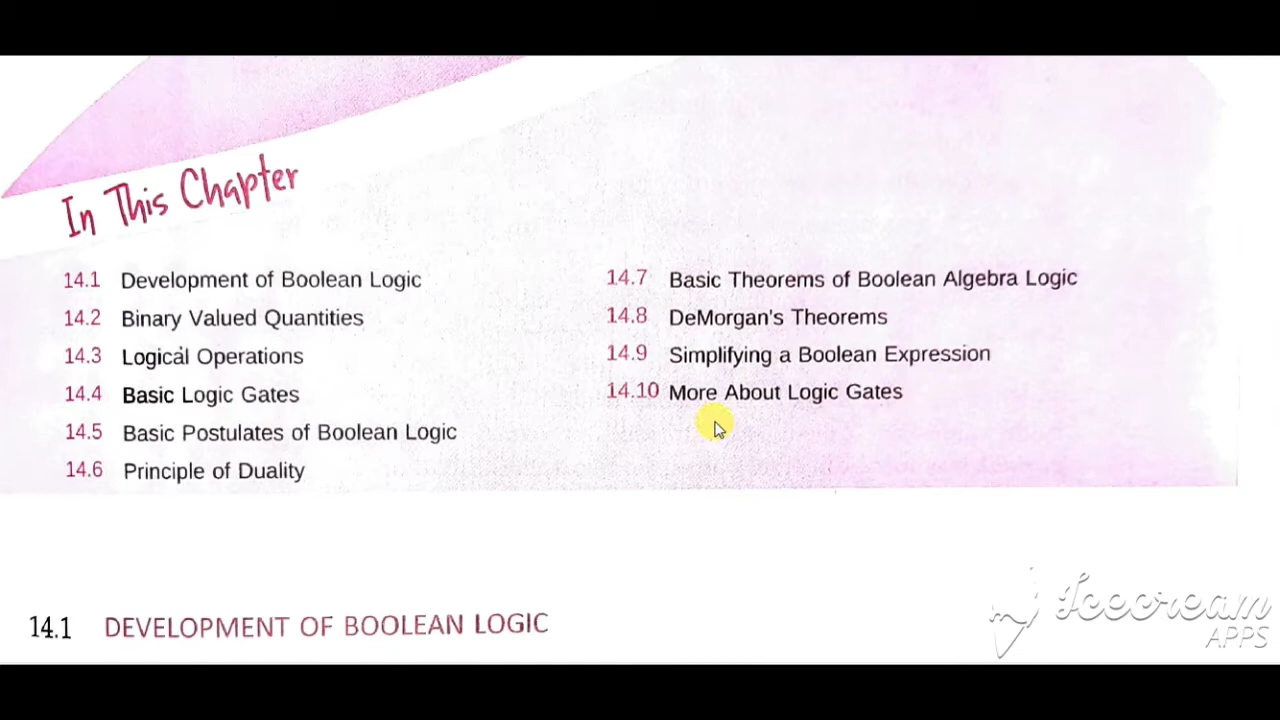 In This Chapter
14.1 Development of Boolean Logic
14.2 Binary Valued Quantities
14.3 Logical Operations
14.4 Basic Logic Gates
14.5 Basic Postulates of Boolean Logic
14.6 Principle of Duality
14.7 Basic Theorems of Boolean Algebra Logic
14.8 DeMorgan's Theorems
14.9 Simplifying a Boolean Expression
14.10 More About Logic Gates
14.1 DEVELOPMENT OF BOOLEAN LOGIC
Icecream
APPS